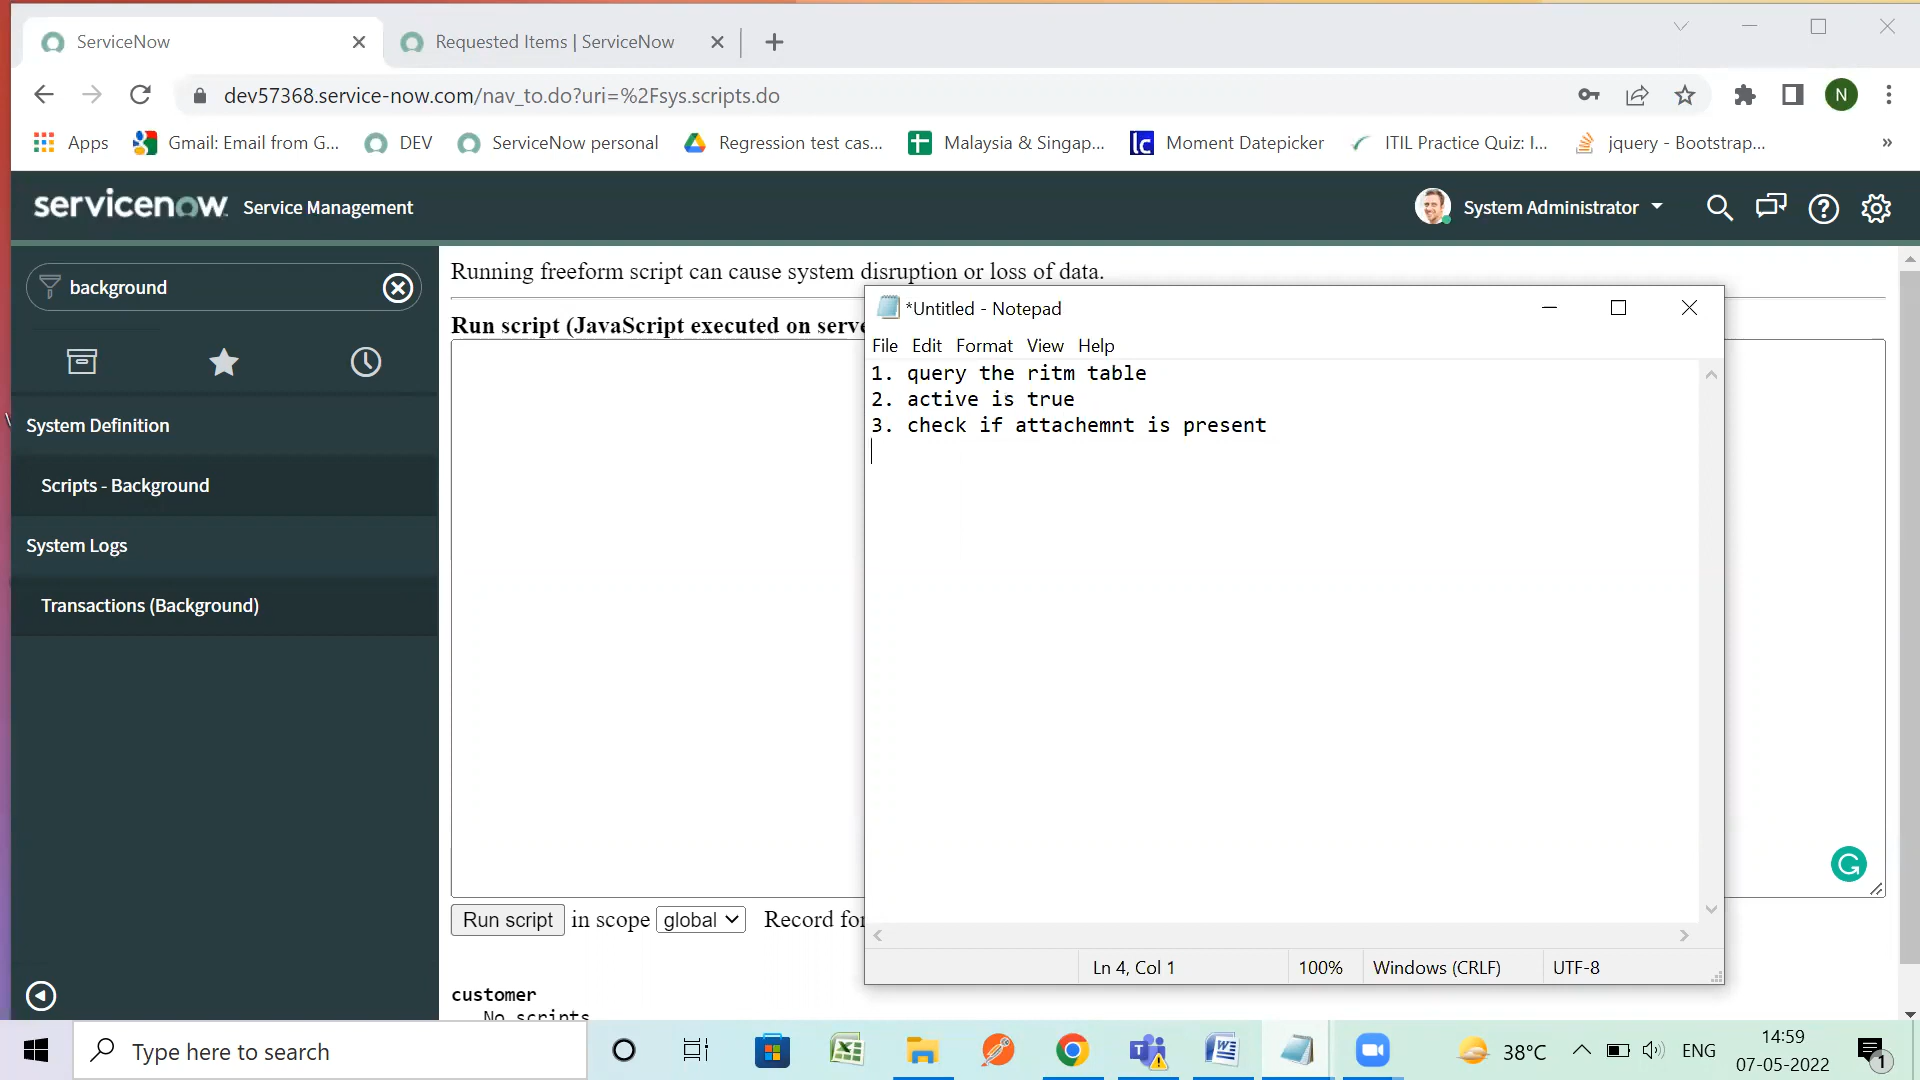 ServiceNow
Requested Items | ServiceNow
dev57368.service-now.com/nav_to.do?uri=%2Fsys.scripts.do
N
Apps
Gmail: Email from G...
DEV
ServiceNow personal
Regression test cas...
Malaysia & Singap...
lc
Moment Datepicker
ITIL Practice Quiz: I...
jquery - Bootstrap...
»
servicenow
Service Management
System Administrator
background
System Definition
Scripts - Background
System Logs
Transactions (Background)
Running freeform script can cause system disruption or loss of data.
Run script (JavaScript executed on serve
*Untitled - Notepad
File Edit Format View Help
1. query the ritm table
2. active is true
3. check if attachemnt is present
Run script in scope global Record for
Ln 4, Col 1
100%
Windows (CRLF)
UTF-8
customer
No scripts
Type here to search
38°C
ENG
14:59
07-05-2022
1